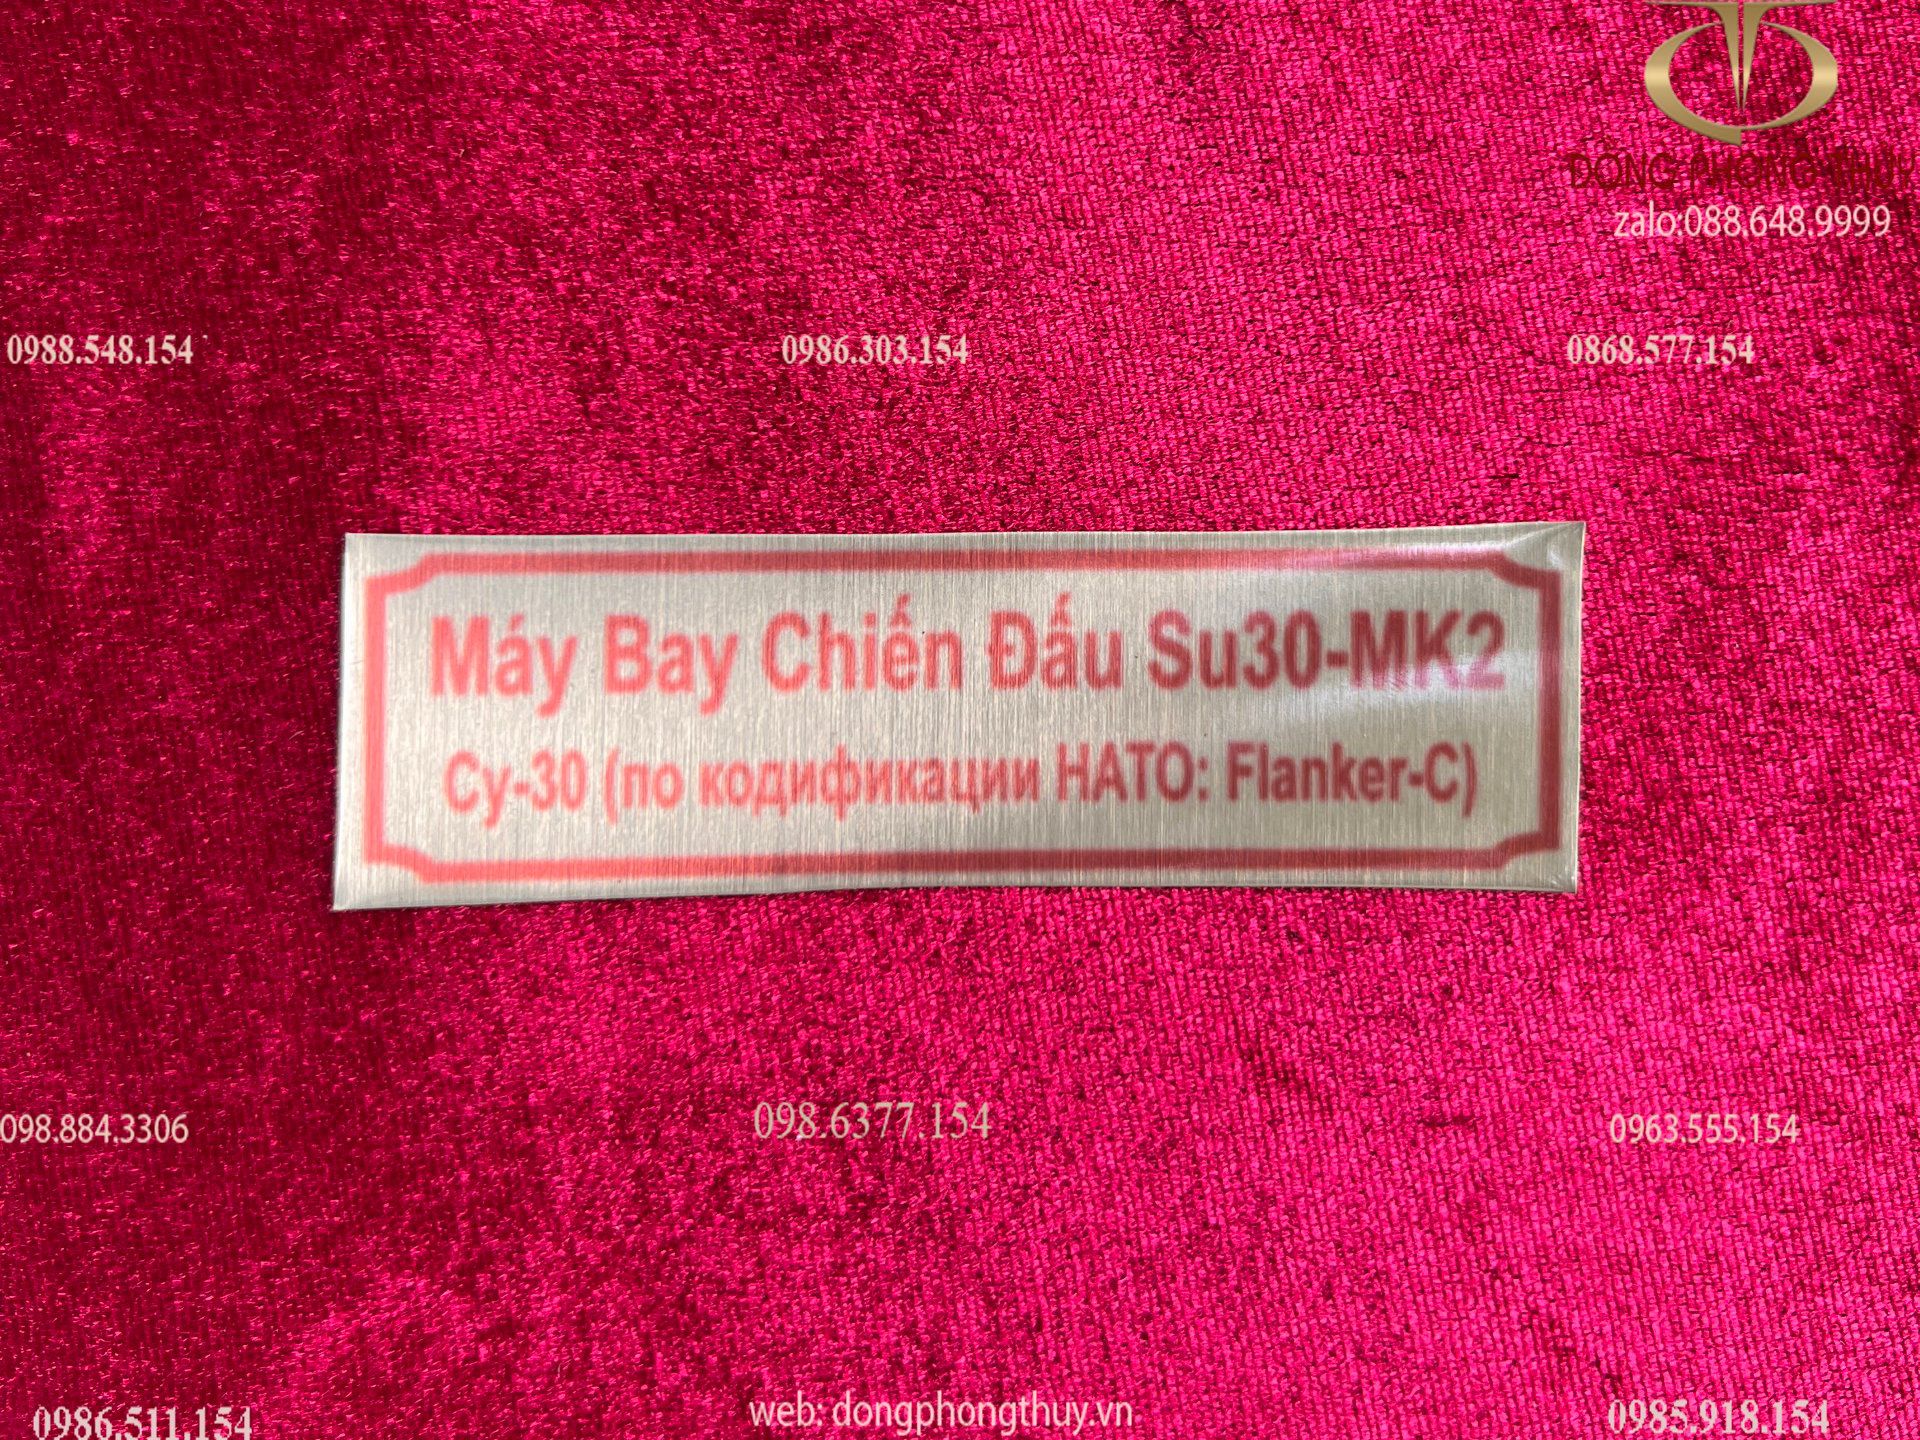 ĐONG PHONG THUY
zalo:088.648.9999
0988.548.154
0986.303.154
0868.577.154
Máy Bay Chiến Đấu Su30-MK2
Су-30 (по кодификации НАТО: Flanker-C)
098.884.3306
098.6377.154
0963.555.154
web: dongphongthuy.vn
0986.511.154
0985.918.154